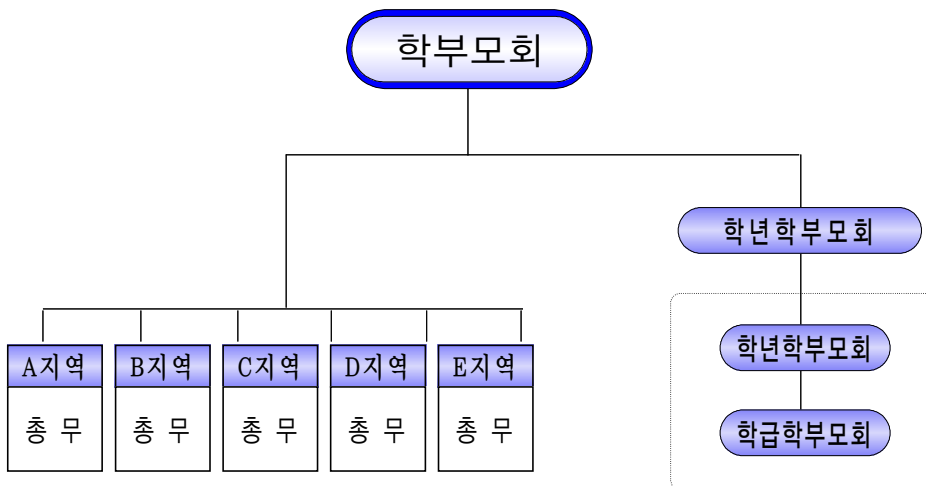 학부모회
학년학부모회
A지역 B지역 C지역 D지역 E지역
총 무 총 무 총 무 총 무 총 무
학년학부모회
학급학부모회